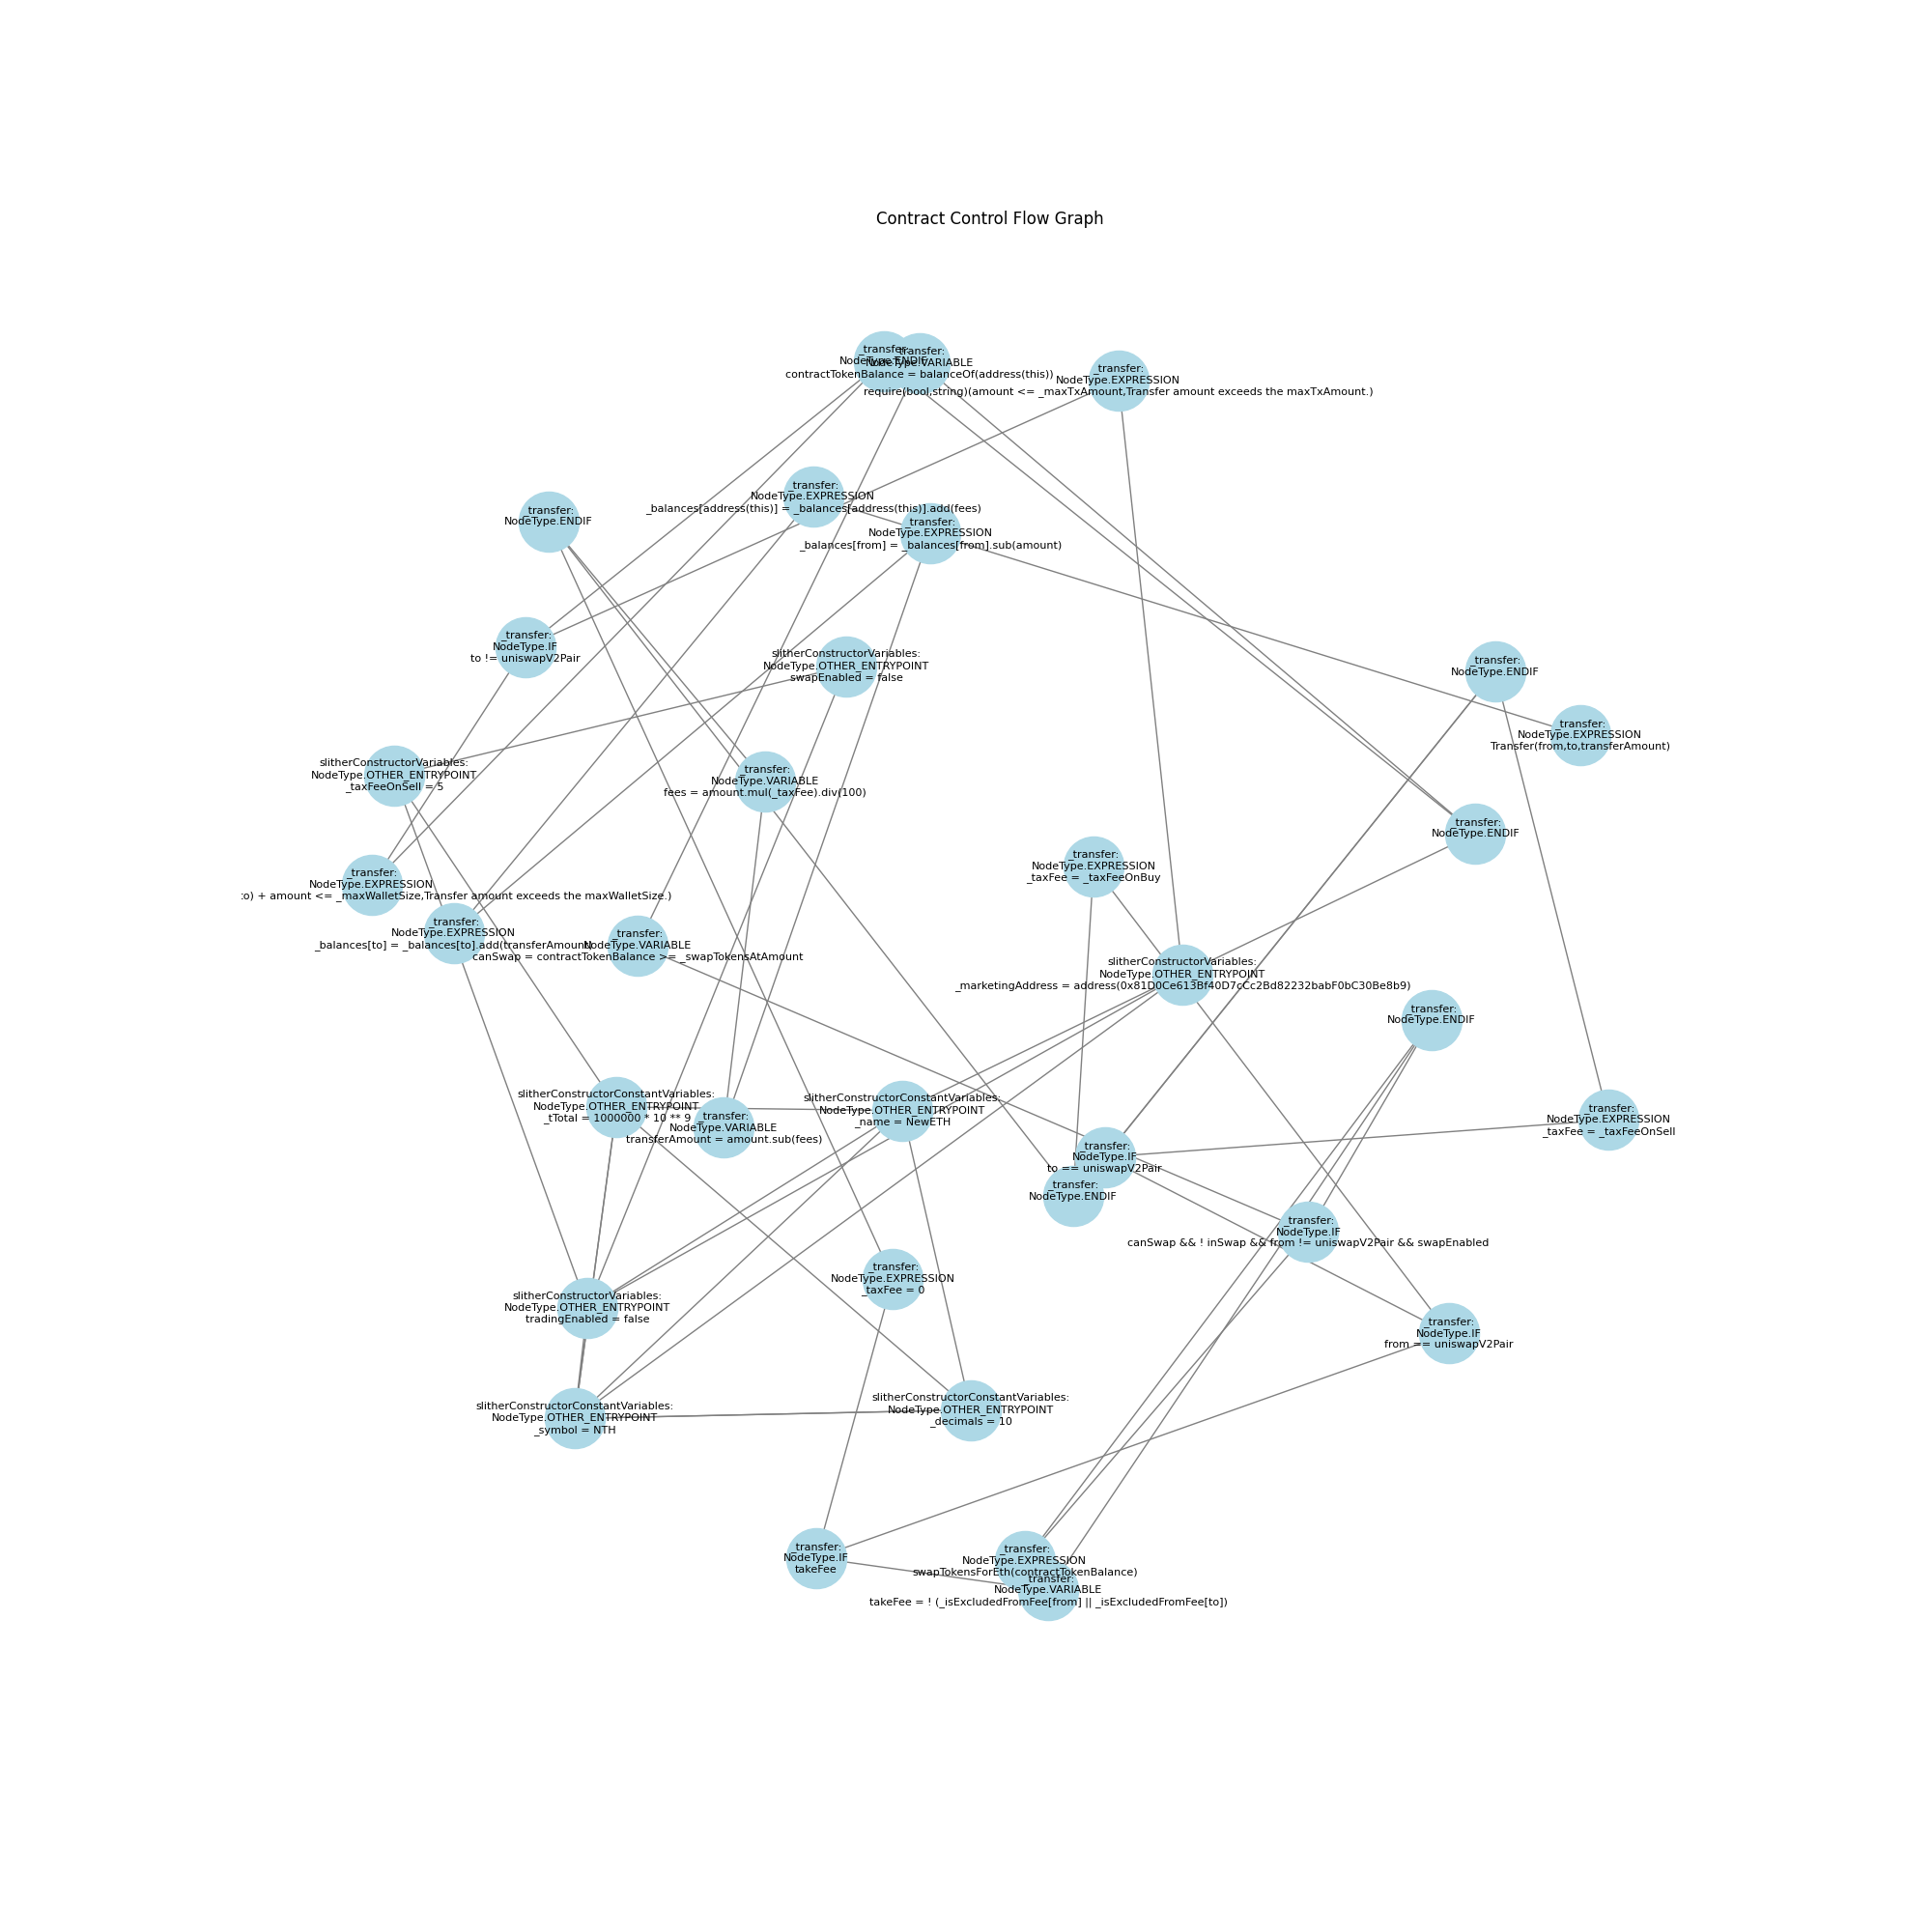 Contract Control Flow Graph
_transfer:
NodeType.ENDIF
_transfer:
NodeType.VARIABLE
contractTokenBalance = balanceOf(address(this))
_transfer:
NodeType.EXPRESSION
require(bool,string)(amount <= _maxTxAmount,Transfer amount exceeds the maxTxAmount.)
_transfer:
NodeType.EXPRESSION
_balances[address(this)] = _balances[address(this)].add(fees)
_transfer:
NodeType.ENDIF
_transfer:
NodeType.EXPRESSION
_balances[from] = _balances[from].sub(amount)
_transfer:
NodeType.IF
to != uniswapV2Pair
slitherConstructorVariables:
NodeType.OTHER_ENTRYPOINT
swapEnabled = false
_transfer:
NodeType.ENDIF
_transfer:
NodeType.EXPRESSION
Transfer(from,to,transferAmount)
slitherConstructorVariables:
NodeType.OTHER_ENTRYPOINT
_taxFeeOnSell = 5
_transfer:
NodeType.VARIABLE
fees = amount.mul(_taxFee).div(100)
_transfer:
NodeType.ENDIF
_transfer:
NodeType.EXPRESSION
_taxFee = _taxFeeOnBuy
_transfer:
NodeType.EXPRESSION
to) + amount <= _maxWalletSize,Transfer amount exceeds the maxWalletSize.)
_transfer:
NodeType.EXPRESSION
_balances[to] = _balances[to].add(transferAmount)
_transfer:
NodeType.VARIABLE
canSwap = contractTokenBalance >= _swapTokensAtAmount
slitherConstructorVariables:
NodeType.OTHER_ENTRYPOINT
_marketingAddress = address(0x81D0Ce613Bf40D7cCc2Bd82232babF0bC30Be8b9)
_transfer:
NodeType.ENDIF
slitherConstructorConstantVariables:
NodeType.OTHER_ENTRYPOINT
_tTotal = 1000000 * 10 ** 9
_transfer:
NodeType.VARIABLE
transferAmount = amount.sub(fees)
slitherConstructorConstantVariables:
NodeType.OTHER_ENTRYPOINT
_name = NewETH
_transfer:
NodeType.EXPRESSION
_taxFee = _taxFeeOnSell
_transfer:
NodeType.IF
to == uniswapV2Pair
_transfer:
NodeType.ENDIF
_transfer:
NodeType.IF
canSwap && ! inSwap && from != uniswapV2Pair && swapEnabled
_transfer:
NodeType.EXPRESSION
_taxFee = 0
slitherConstructorVariables:
NodeType.OTHER_ENTRYPOINT
tradingEnabled = false
_transfer:
NodeType.IF
from == uniswapV2Pair
slitherConstructorConstantVariables:
NodeType.OTHER_ENTRYPOINT
_decimals = 10
slitherConstructorConstantVariables:
NodeType.OTHER_ENTRYPOINT
_symbol = NTH
_transfer:
NodeType.IF
takeFee
_transfer:
NodeType.EXPRESSION
swapTokensForEth(contractTokenBalance)
_transfer:
NodeType.VARIABLE
takeFee = ! (_isExcludedFromFee[from] || _isExcludedFromFee[to])